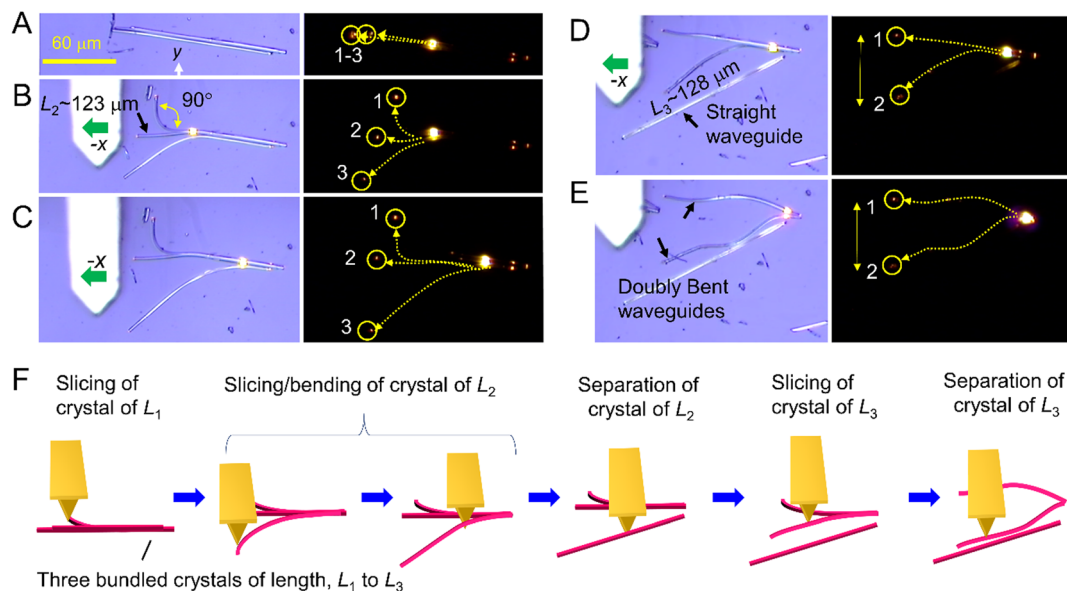 A
60 μm
y
1-3
B
L2~123 μm
90°
-x
1
2
3
C
-x
1
2
3
D
-x
L3~128 μm
Straight
waveguide
1
2
E
Doubly Bent
waveguides
1
2
F
Slicing of
crystal of L1
Slicing/bending of crystal of L2
Separation of
crystal of L2
Slicing of
crystal of L3
Separation of
crystal of L3
Three bundled crystals of length, L1 to L3